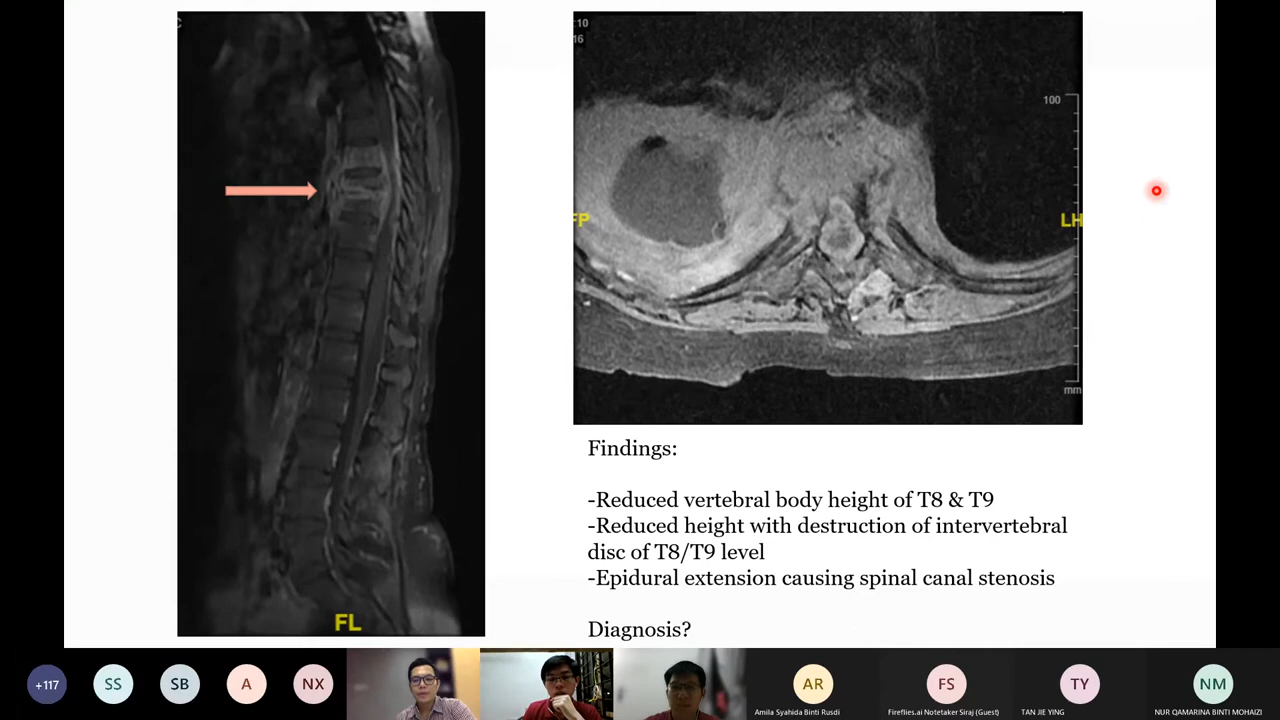 C
10
16
100
FP
LH
mm
FL
Findings:
-Reduced vertebral body height of T8 & T9
-Reduced height with destruction of intervertebral
disc of T8/T9 level
-Epidural extension causing spinal canal stenosis
Diagnosis?
+117
SS
SB
A
NX
AR
FS
TY
NM
Amila Syahida Binti Rusdi
Fireflies.ai Notetaker Siraj (Guest)
TAN JIE YING
NUR QAMARINA BINTI MOHAIZI